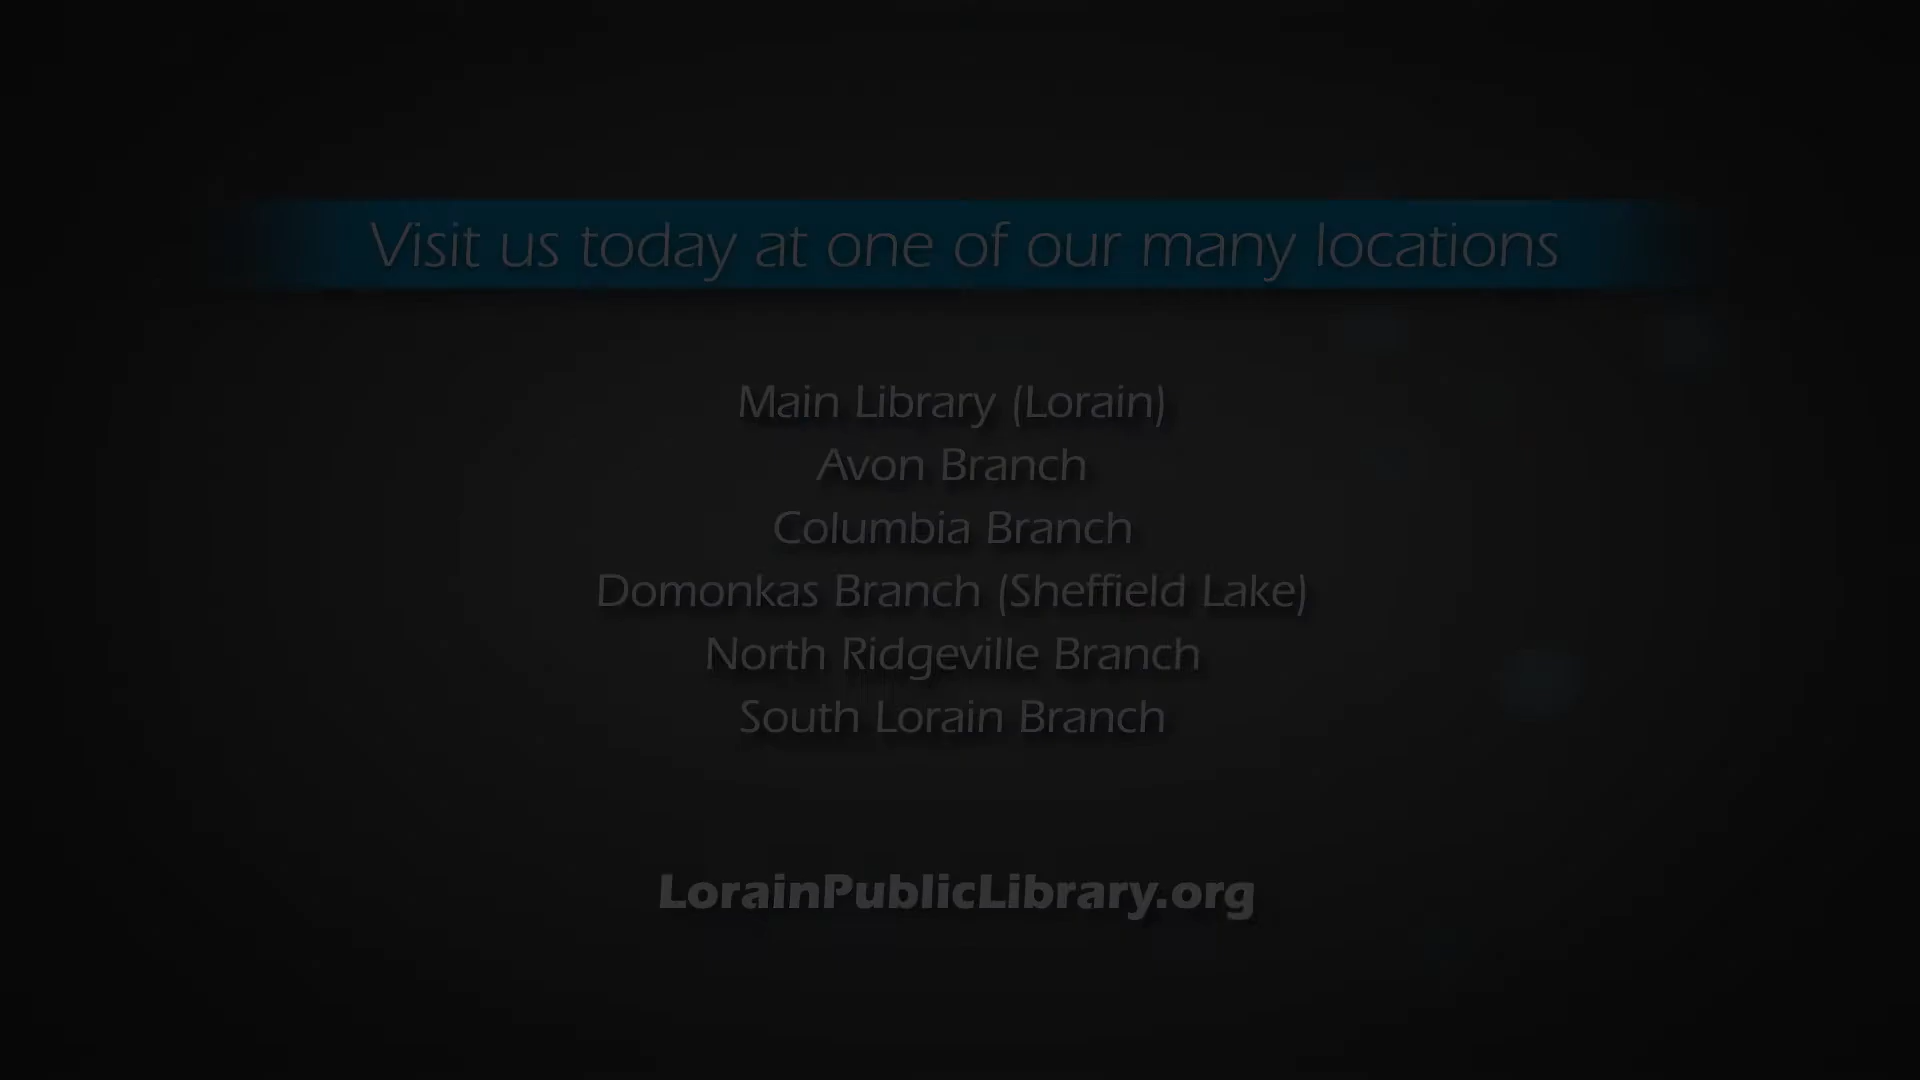 Visit us today at one of our many locations
Main Library (Lorain)
Avon Branch
Columbia Branch
Domonkas Branch (Sheffield Lake)
North Ridgeville Branch
South Lorain Branch
LorainPublicLibrary.org